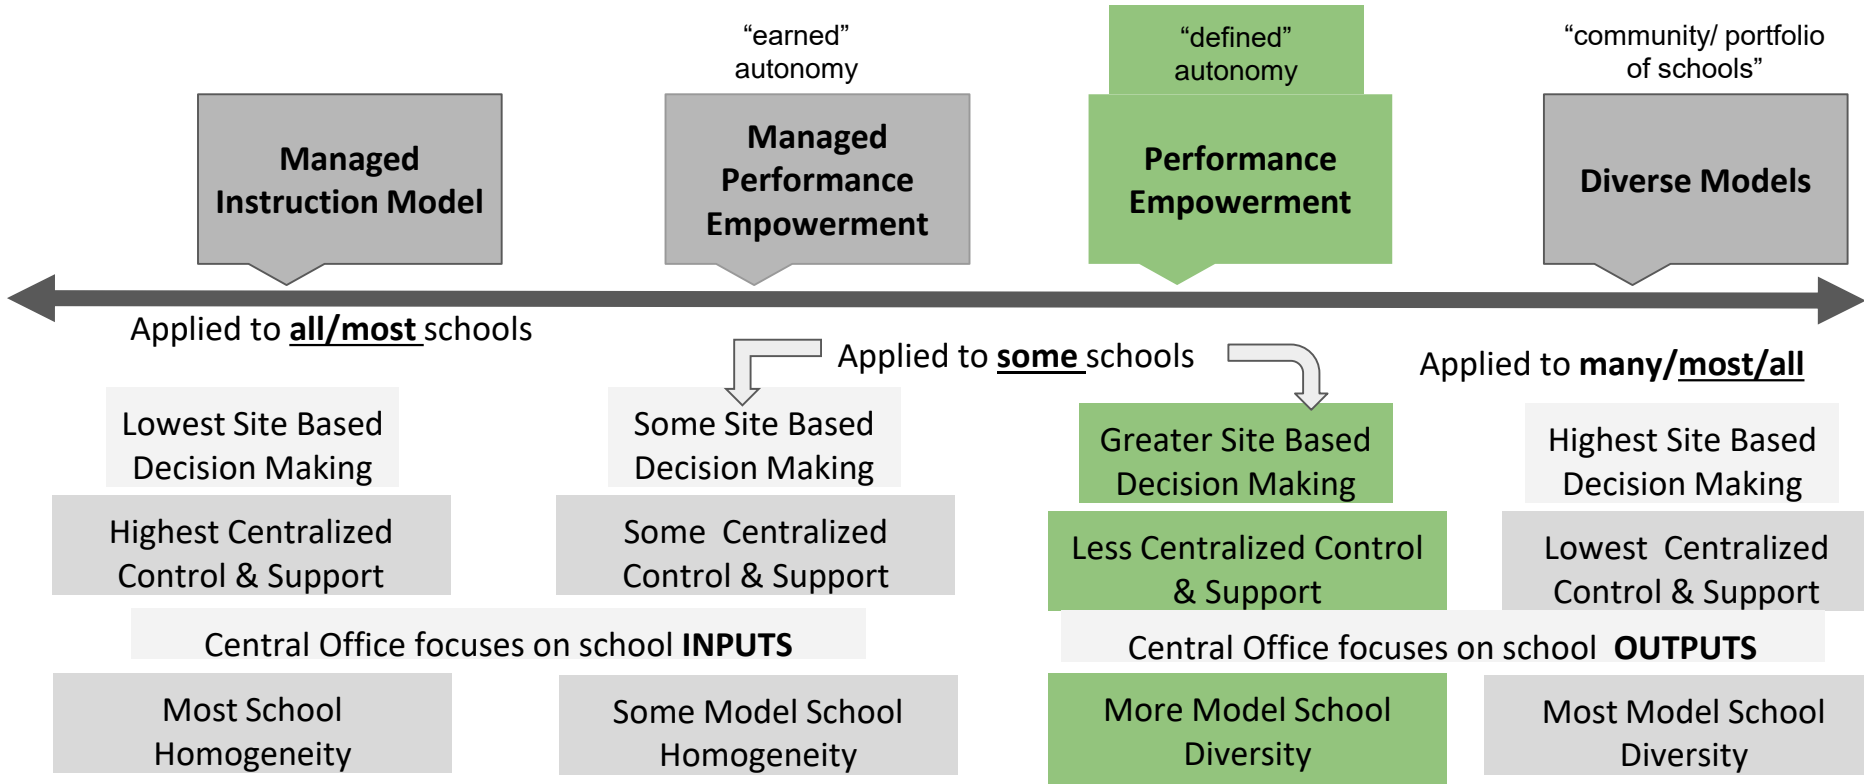 “earned”
autonomy
“defined”
autonomy
“community/ portfolio
of schools”
Managed
Instruction Model
Managed
Performance
Empowerment
Performance
Empowerment
Diverse Models
Applied to all/most schools
Applied to some schools
Applied to many/most/all
Lowest Site Based
Decision Making
Some Site Based
Decision Making
Greater Site Based
Decision Making
Highest Site Based
Decision Making
Highest Centralized
Control & Support
Some Centralized
Control & Support
Less Centralized Control
& Support
Lowest Centralized
Control & Support
Central Office focuses on school INPUTS
Central Office focuses on school OUTPUTS
Most School
Homogeneity
Some Model School
Homogeneity
More Model School
Diversity
Most Model School
Diversity